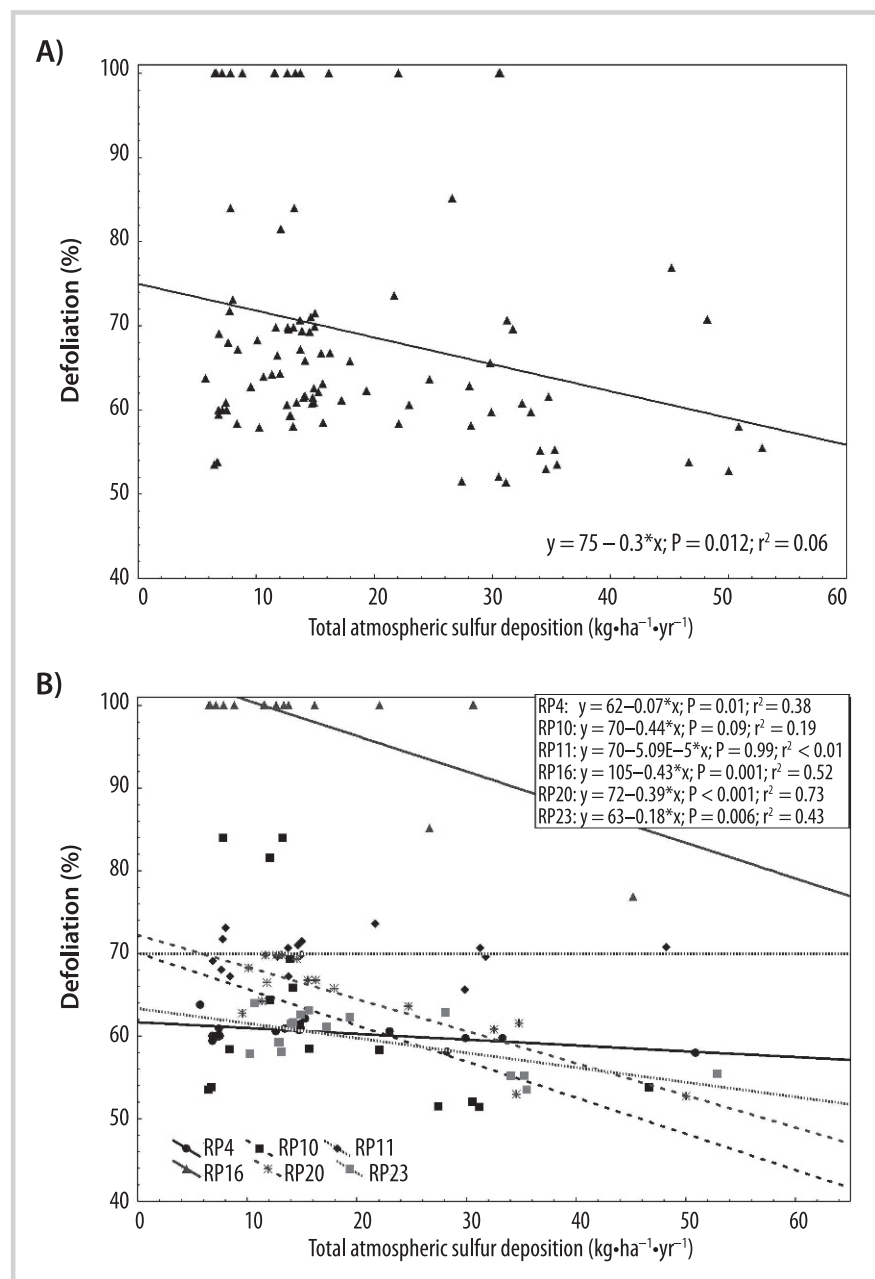 A)
100
90
80
70
60
50
40
Defoliation (%)
y = 75 – 0.3*x; P = 0.012; r² = 0.06
0 10 20 30 40 50 60
Total atmospheric sulfur deposition (kg•ha⁻¹•yr⁻¹)
B)
100
90
80
70
60
50
40
Defoliation (%)
RP4: y = 62–0.07*x; P = 0.01; r² = 0.38
RP10: y = 70–0.44*x; P = 0.09; r² = 0.19
RP11: y = 70–5.09E–5*x; P = 0.99; r² < 0.01
RP16: y = 105–0.43*x; P = 0.001; r² = 0.52
RP20: y = 72–0.39*x; P < 0.001; r² = 0.73
RP23: y = 63–0.18*x; P = 0.006; r² = 0.43
RP4 RP10 RP11
RP16 RP20 RP23
0 10 20 30 40 50 60
Total atmospheric sulfur deposition (kg•ha⁻¹•yr⁻¹)